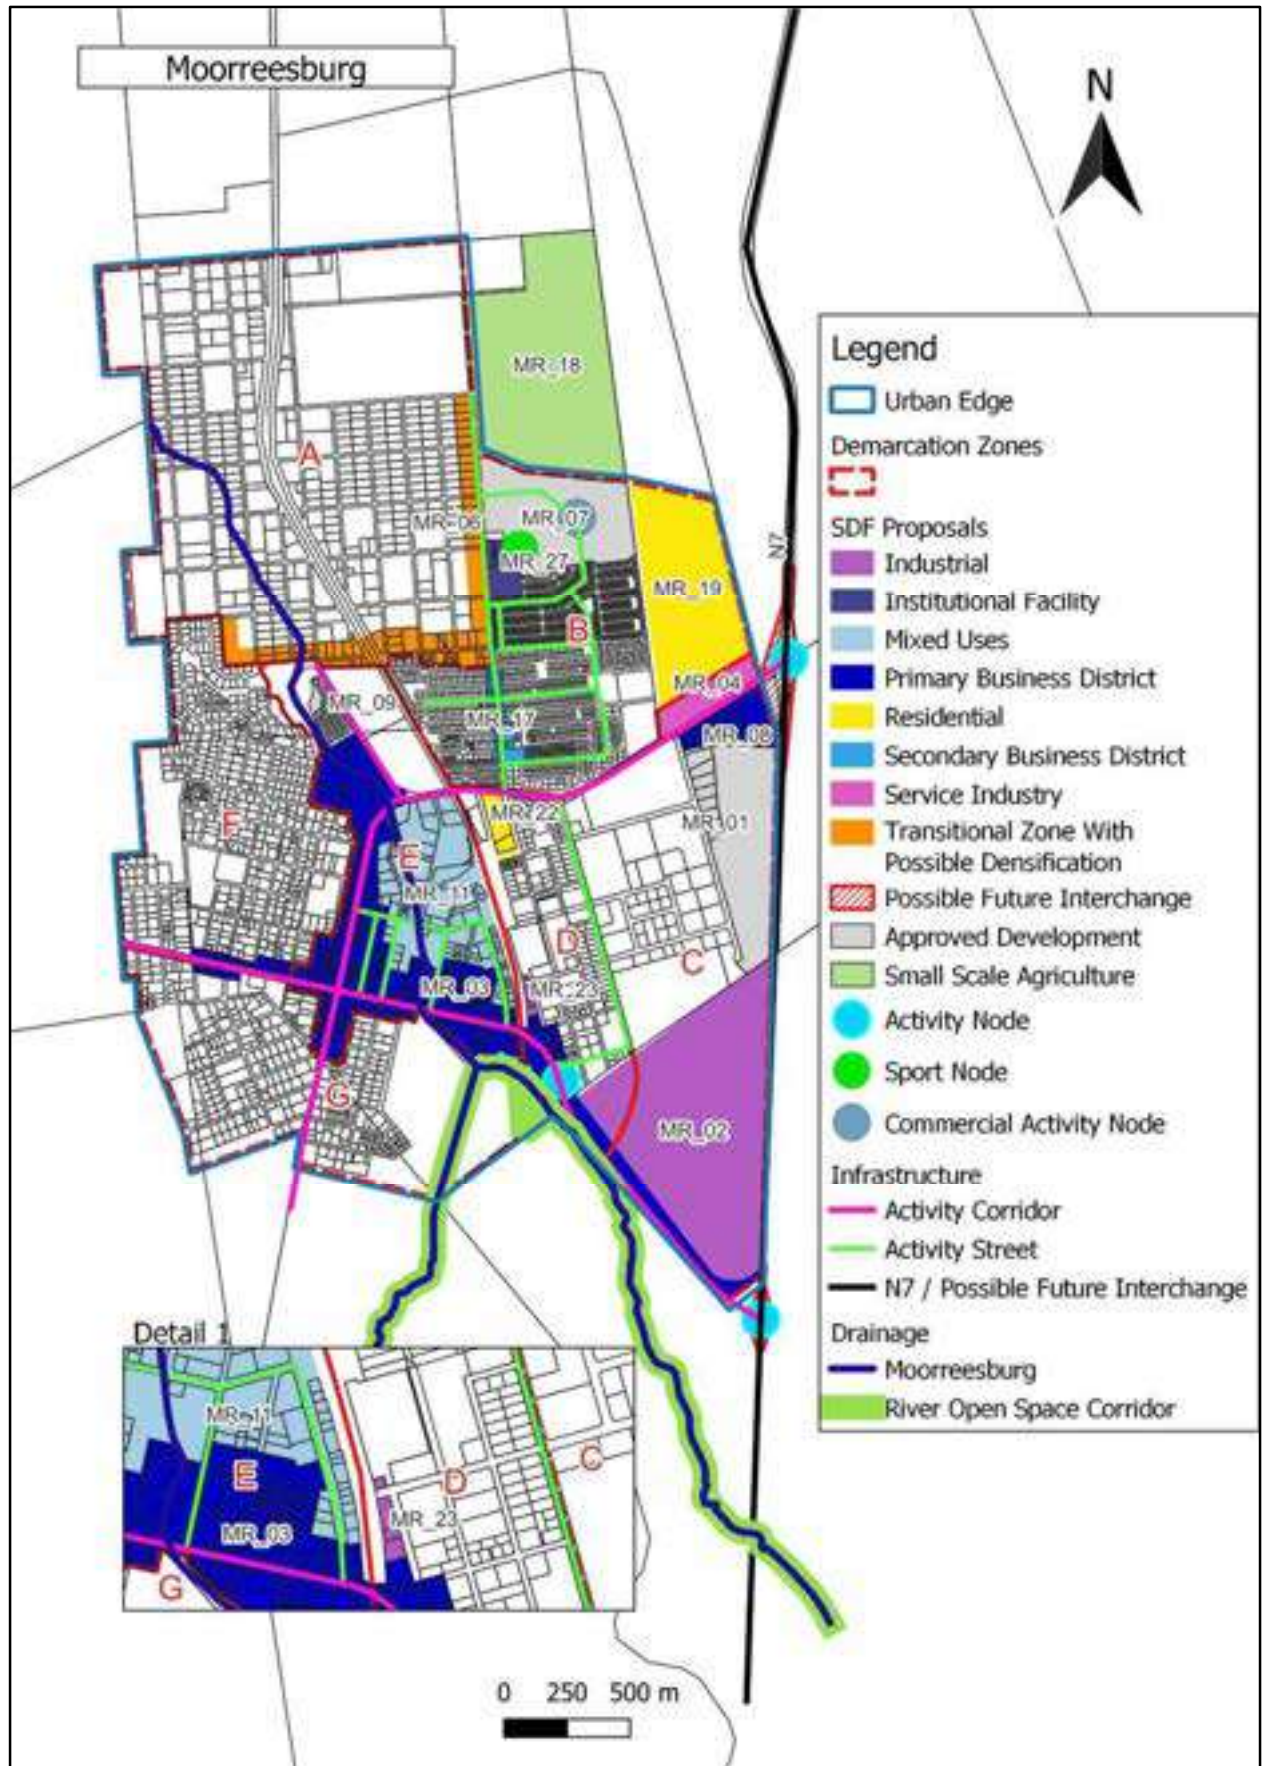 Moorreesburg
N
MR_18
Legend
Urban Edge
Demarcation Zones
A
SDF Proposals
MR_06
MR_07
N7
MR_27
Industrial
MR_19
Institutional Facility
B
Mixed Uses
MR_04
Primary Business District
MR_09
MR_17
Residential
MR_08
Secondary Business District
Service Industry
MR_22
MR_01
F
Transitional Zone With
Possible Densification
E
MR_11
Possible Future Interchange
D
Approved Development
C
MR_03
MR_23
Small Scale Agriculture
Activity Node
Sport Node
G
MR_02
Commercial Activity Node
Infrastructure
Activity Corridor
Activity Street
N7 / Possible Future Interchange
Detail 1
Drainage
Moorreesburg
MR_11
River Open Space Corridor
E
D
C
MR_23
MR_03
G
0 250 500 m